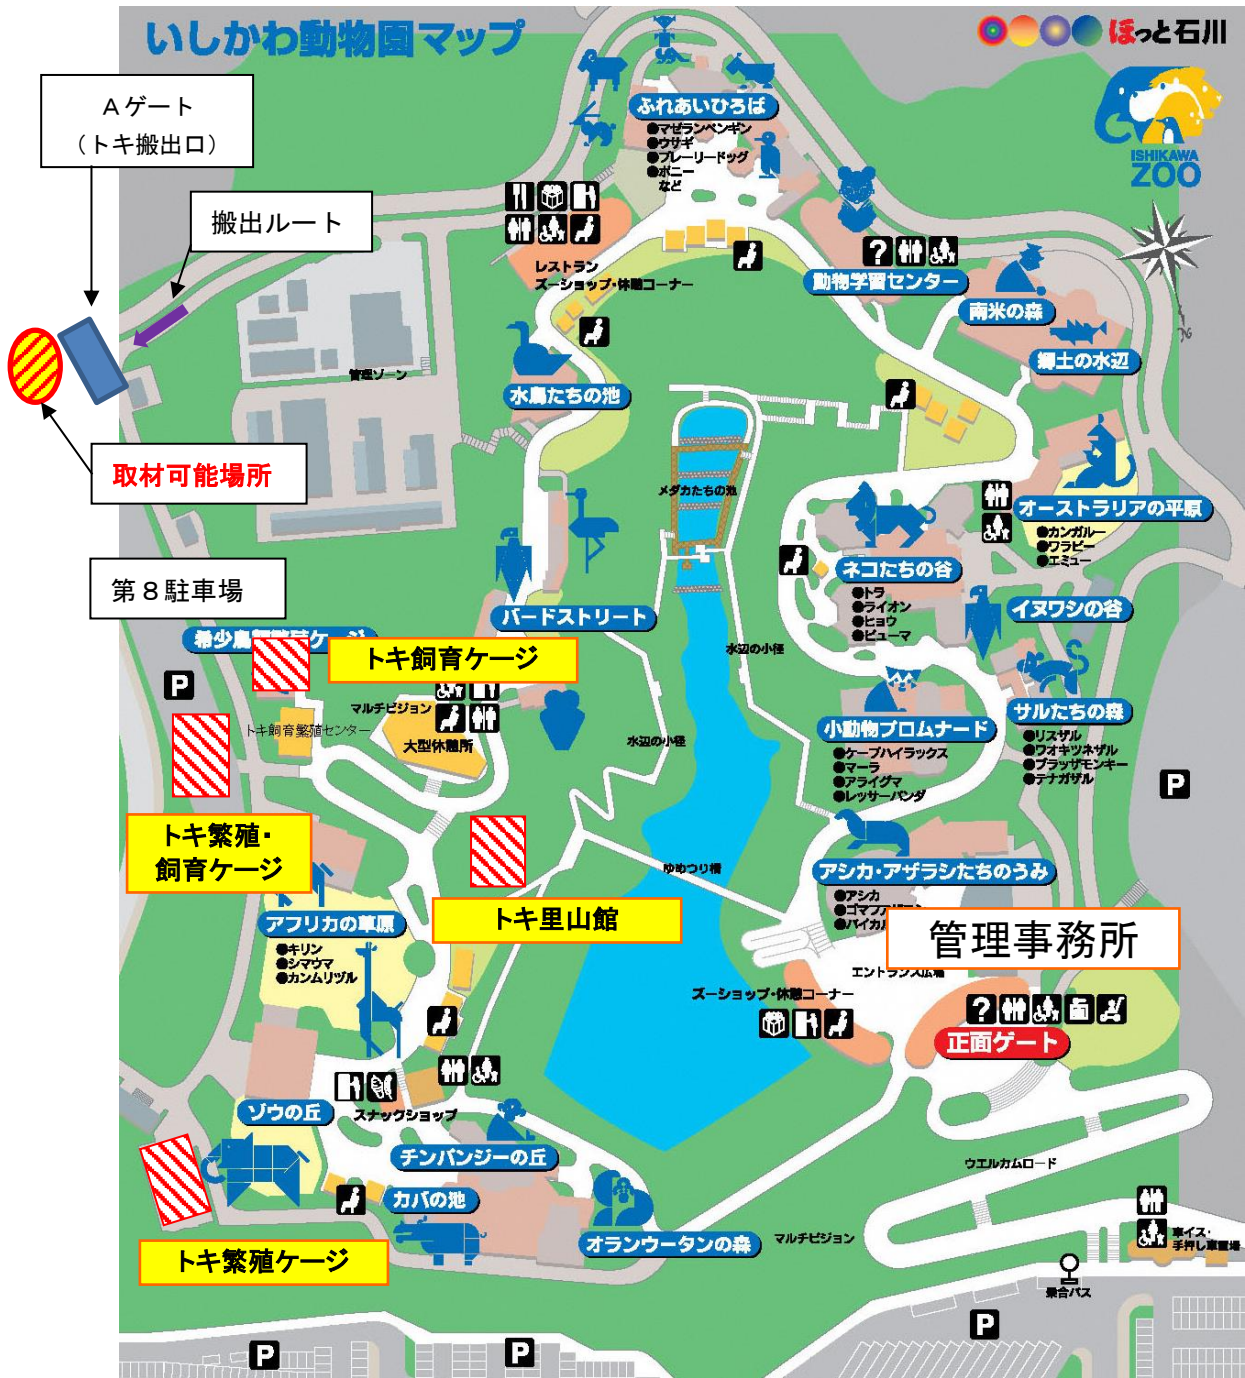 いしかわ動物園マップ
ほっと石川
ISHIKAWA
ZOO
Aゲート
（トキ搬出口）
搬出ルート
取材可能場所
第８駐車場
ふれあいひろば
●マゼランペンギン
●ウサギ
●プレーリードッグ
●ポニー
など
レストラン
ズーショップ・休憩コーナー
動物学習センター
南米の森
郷土の水辺
管理ゾーン
水鳥たちの池
メダカたちの池
オーストラリアの平原
●カンガルー
●ワラビー
●エミュー
ネコたちの谷
●トラ
●ライオン
●ヒョウ
●ピューマ
イヌワシの谷
バードストリート
トキ飼育ケージ
水辺の小径
P
マルチビジョン
大型休憩所
トキ飼育繁殖センター
水辺の小径
小動物プロムナード
●ケープハイラックス
●マーラ
●アライグマ
●レッサーパンダ
サルたちの森
●リスザル
●ワオキツネザル
●ブラッザモンキー
●テナガザル
P
トキ繁殖・
飼育ケージ
ゆめつり橋
アシカ・アザラシたちのうみ
●アシカ
トキ里山館
管理事務所
エントランス広場
アフリカの草原
●キリン
●シマウマ
●カンムリヅル
ズーショップ・休憩コーナー
正面ゲート
ゾウの丘
スナックショップ
チンパンジーの丘
カバの池
オランウータンの森
マルチビジョン
ウエルカムロード
トキ繁殖ケージ
車イス・
手押し車置場
乗合バス
P
P
P